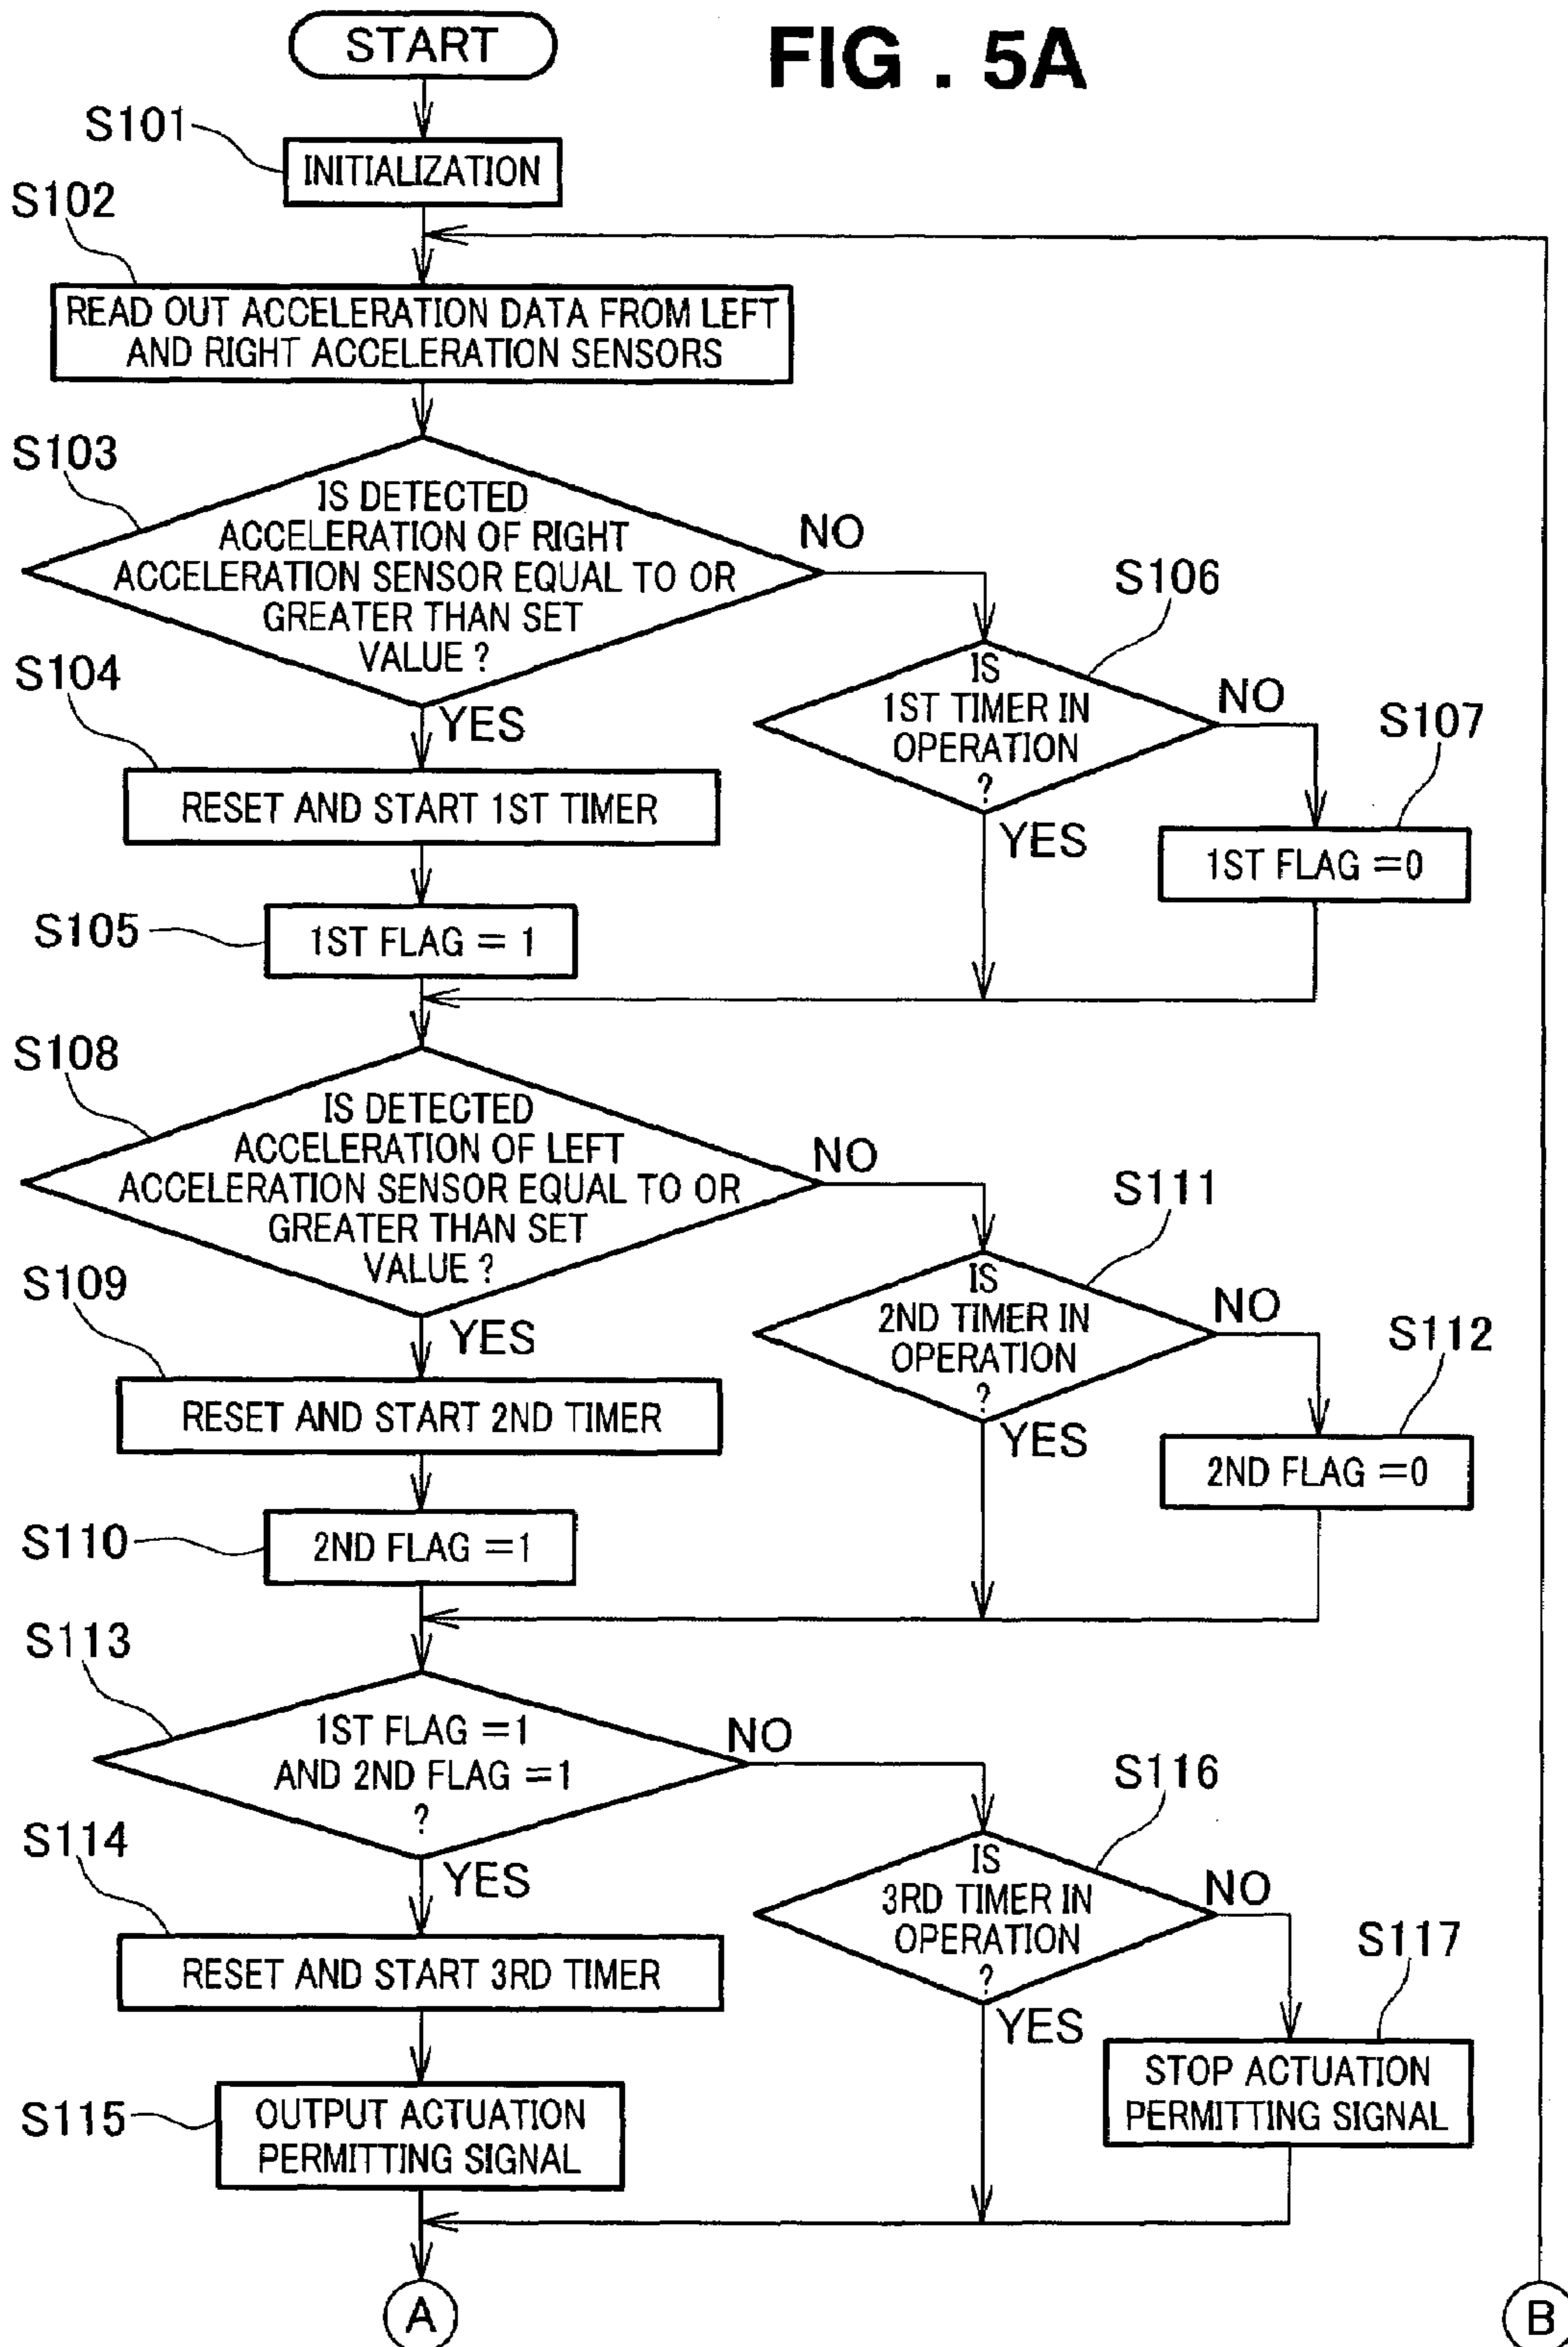 FIG . 5A
START
S101
INITIALIZATION
S102
READ OUT ACCELERATION DATA FROM LEFT
AND RIGHT ACCELERATION SENSORS
S103
IS DETECTED
ACCELERATION OF RIGHT
ACCELERATION SENSOR EQUAL TO OR
GREATER THAN SET
VALUE ?
NO
YES
S106
IS
1ST TIMER IN
OPERATION
?
NO
YES
S107
1ST FLAG =0
S104
RESET AND START 1ST TIMER
S105
1ST FLAG = 1
S108
IS DETECTED
ACCELERATION OF LEFT
ACCELERATION SENSOR EQUAL TO OR
GREATER THAN SET
VALUE ?
NO
YES
S111
IS
2ND TIMER IN
OPERATION
?
NO
YES
S112
2ND FLAG =0
S109
RESET AND START 2ND TIMER
S110
2ND FLAG =1
S113
1ST FLAG =1
AND 2ND FLAG =1
?
NO
YES
S116
IS
3RD TIMER IN
OPERATION
?
NO
YES
S117
STOP ACTUATION
PERMITTING SIGNAL
S114
RESET AND START 3RD TIMER
S115
OUTPUT ACTUATION
PERMITTING SIGNAL
A
B